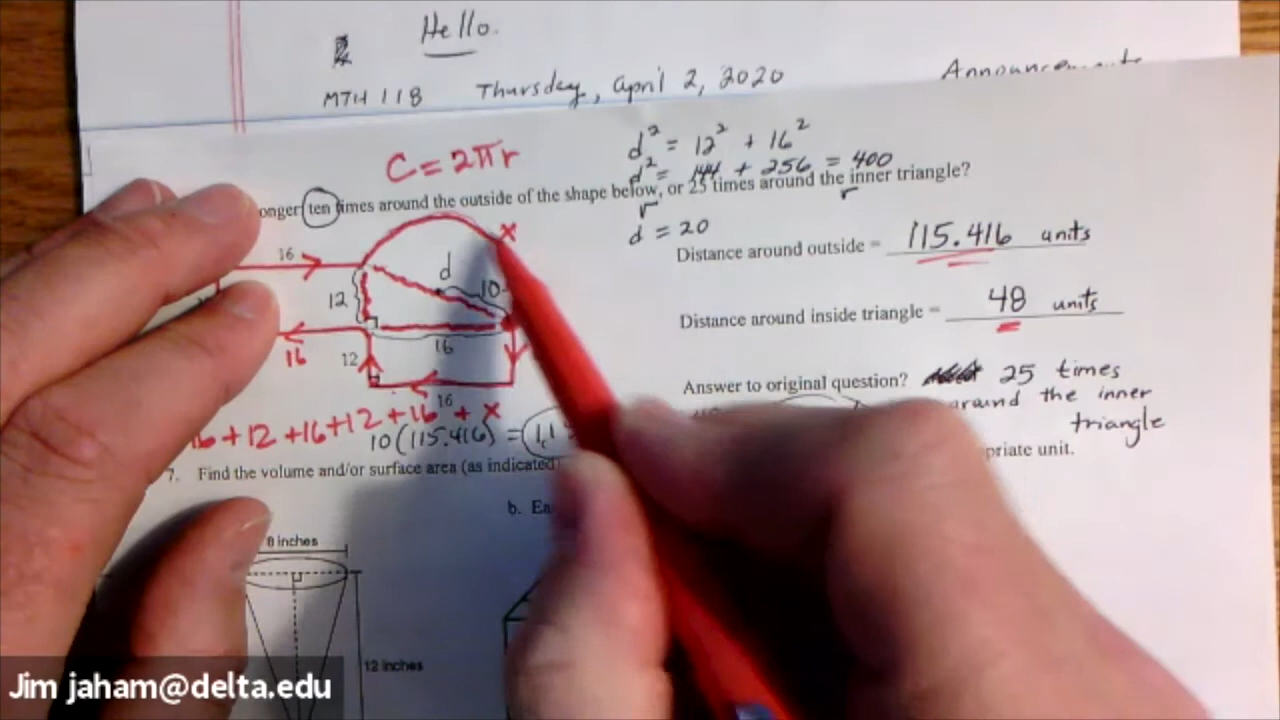 Hello.
MTH 118 Thursday, April 2, 2020
Announcements
C = 2πr
d² = 12² + 16²
d² = 144 + 256 = 400
onger ten times around the outside of the shape below, or 25 times around the inner triangle?
r
r
d = 20
x
16
d
12
10
16
16
12
16
Distance around outside = 115.416 units
Distance around inside triangle = 48 units
Answer to original question? 25 times
around the inner
triangle
16 + 12 + 16 + 12 + 16 + x
10(115.416) =
7. Find the volume and/or surface area (as indicated
priate unit.
b.
8 inches
12 inches
Jim jaham@delta.edu